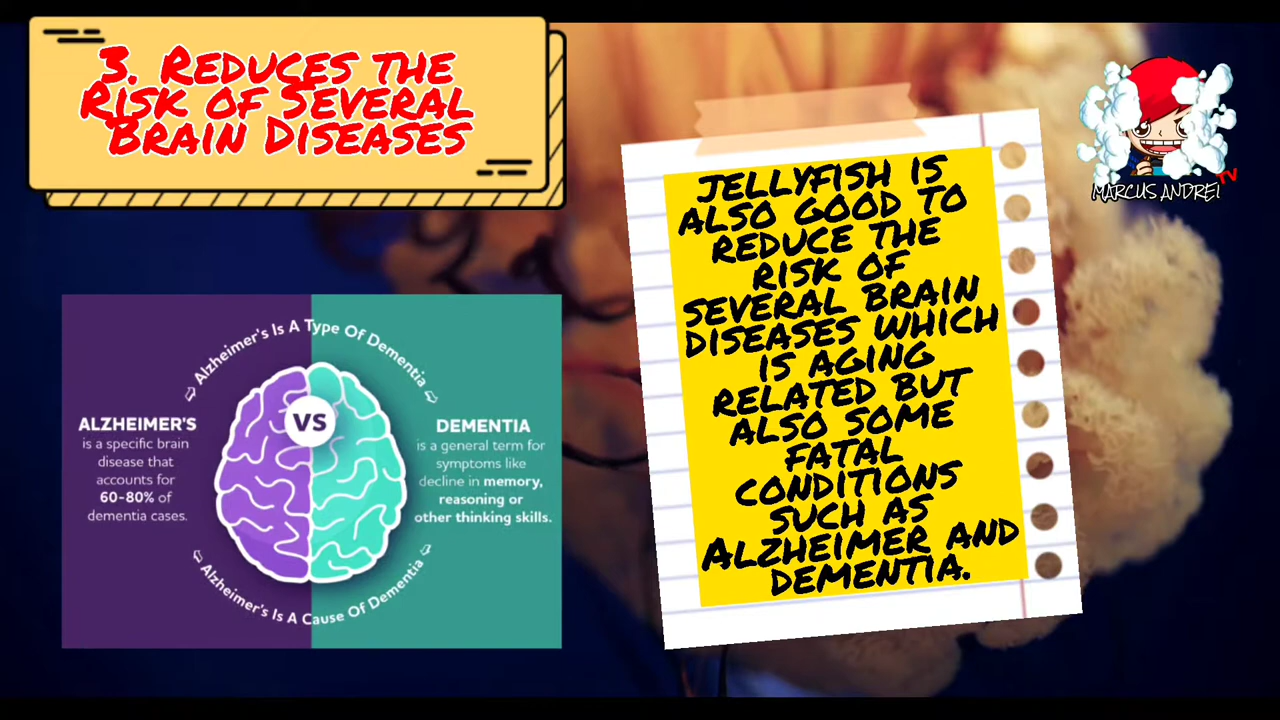 3. Reduces the
Risk of Several
Brain Diseases
MARCUS ANDREI TV
JELLYFISH IS
ALSO GOOD TO
REDUCE THE
RISK OF
SEVERAL BRAIN
DISEASES WHICH
IS AGING
RELATED BUT
ALSO SOME
FATAL
CONDITIONS
SUCH AS
ALZHEIMER AND
DEMENTIA.
Alzheimer's Is A Type Of Dementia
VS
ALZHEIMER'S
is a specific brain
disease that
accounts for
60-80% of
dementia cases.
DEMENTIA
is a general term for
symptoms like
decline in memory,
reasoning or
other thinking skills.
Alzheimer's Is A Cause Of Dementia